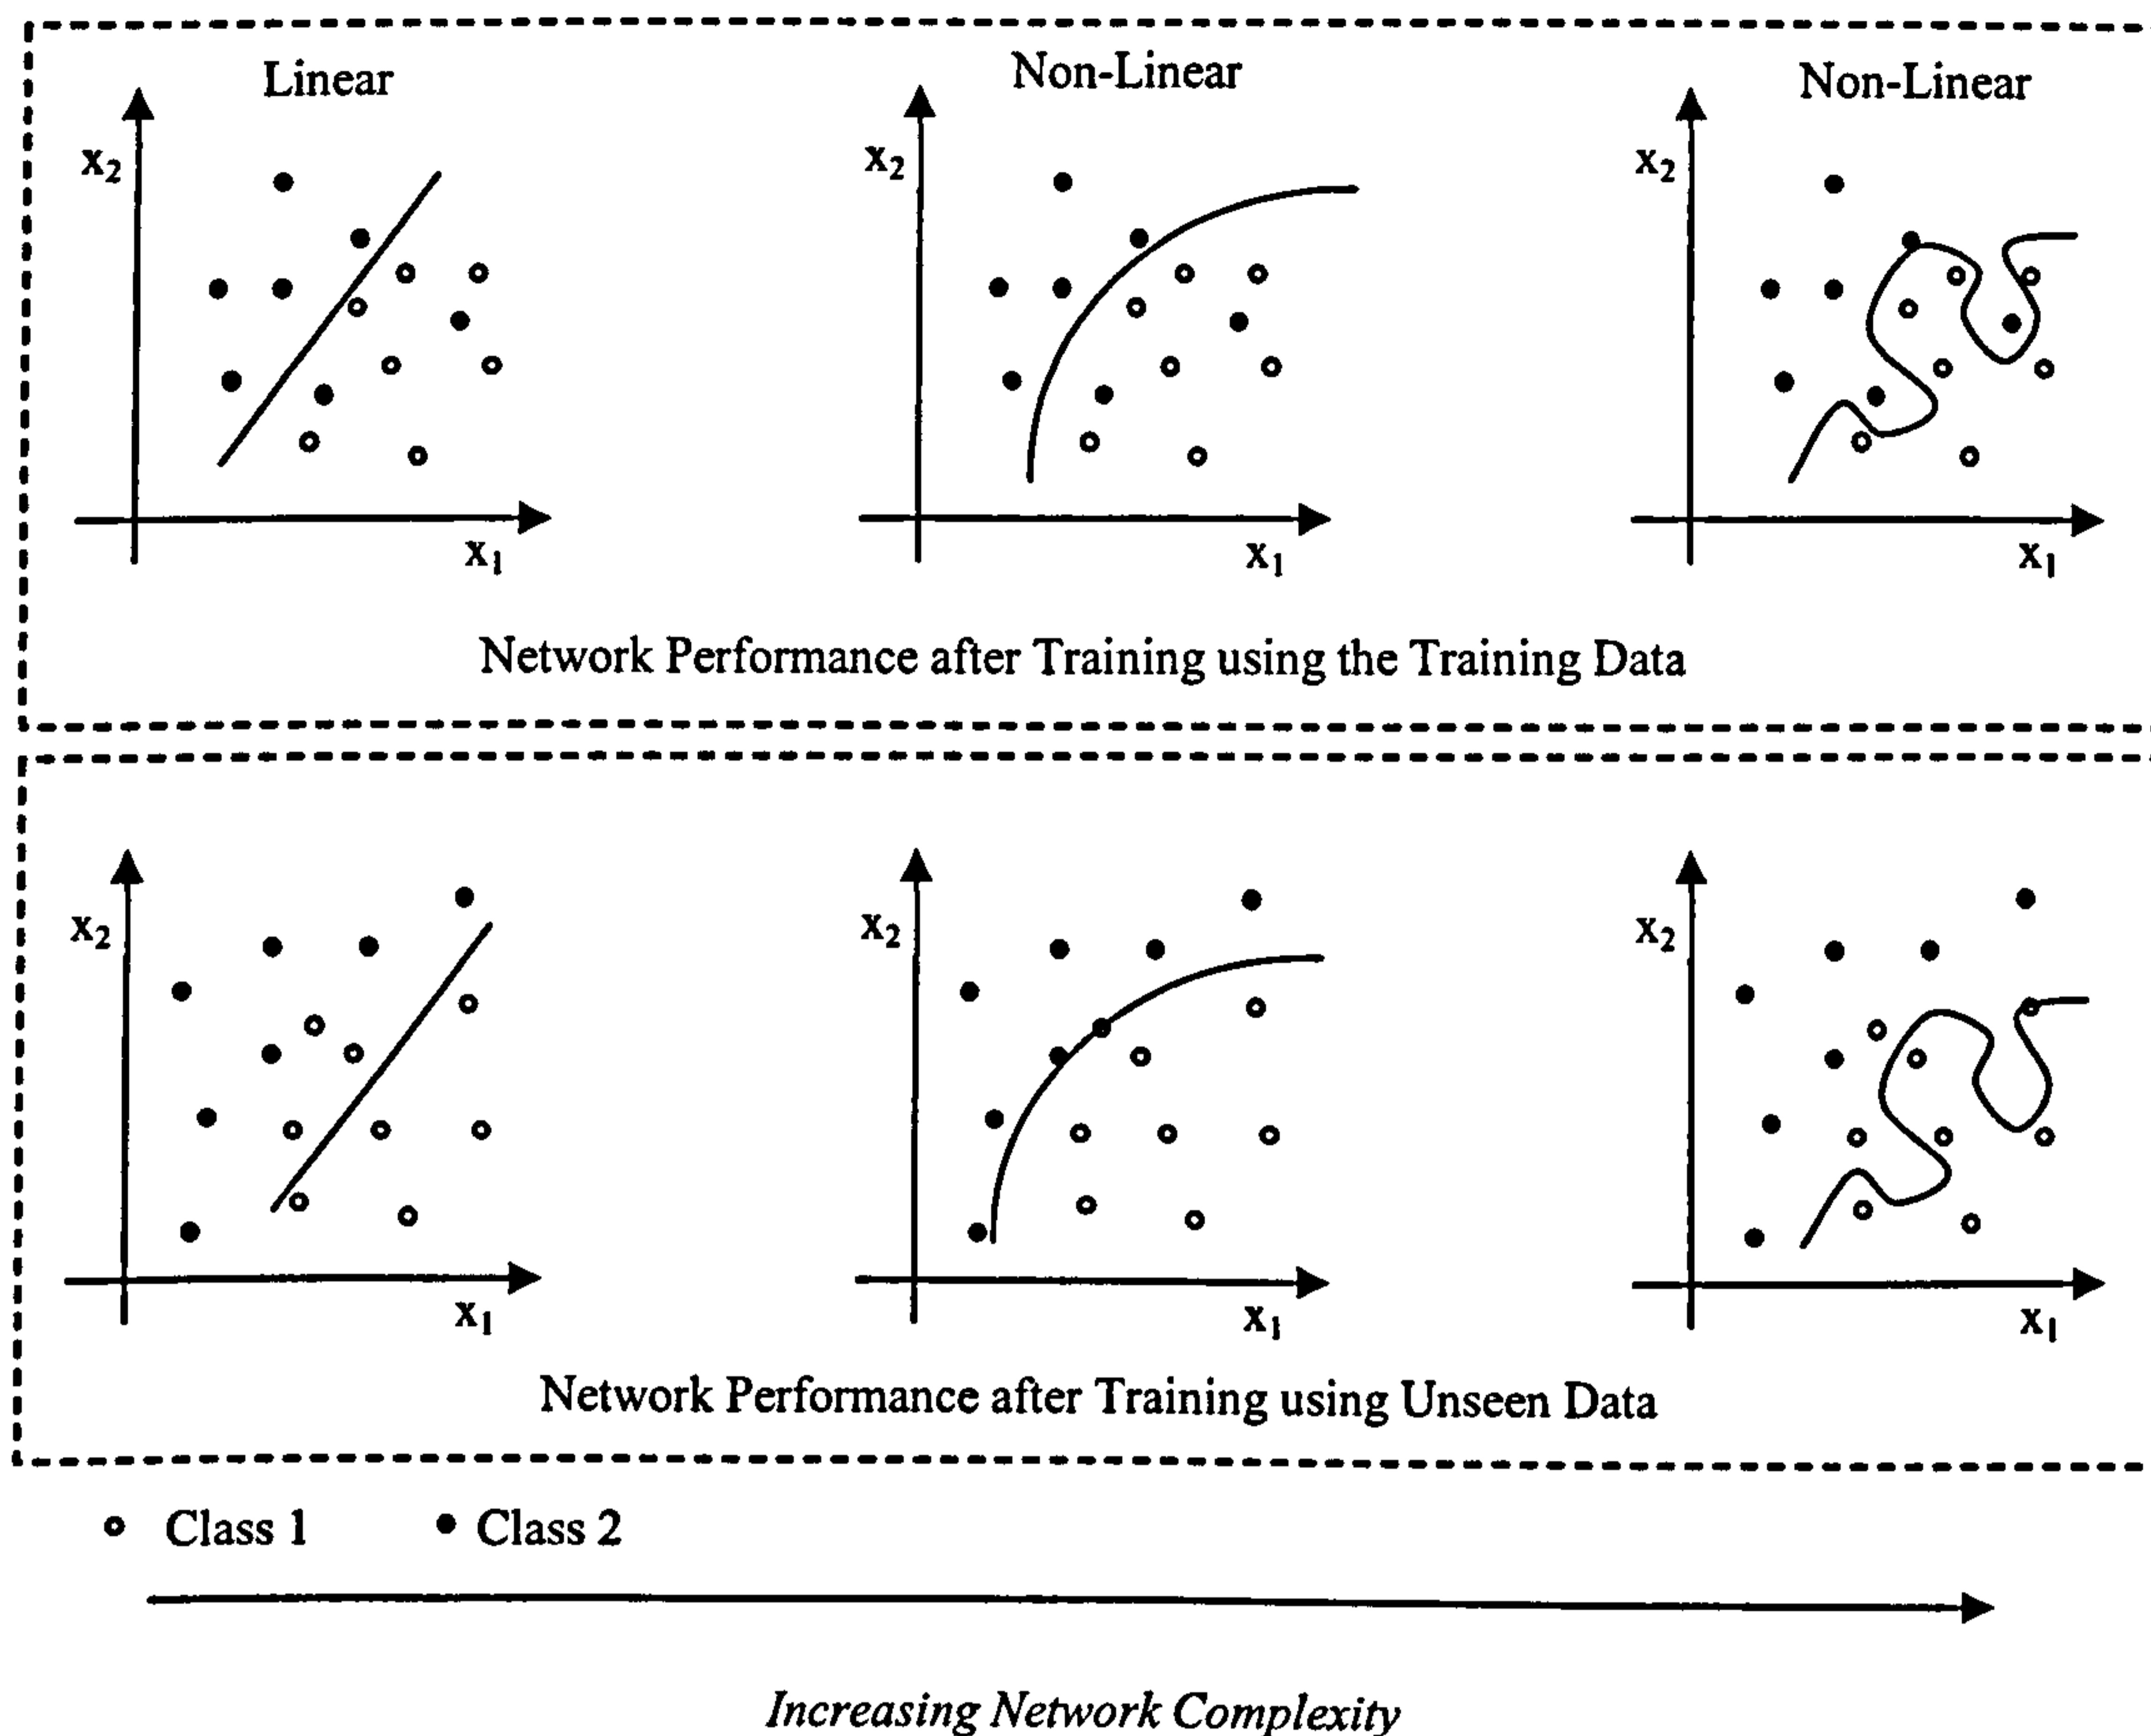 Linear
Non-Linear
Non-Linear
x₂
x₂
x₂
x₁
x₁
x₁
Network Performance after Training using the Training Data
x₂
x₂
x₂
x₁
x₁
x₁
Network Performance after Training using Unseen Data
Class 1
Class 2
Increasing Network Complexity